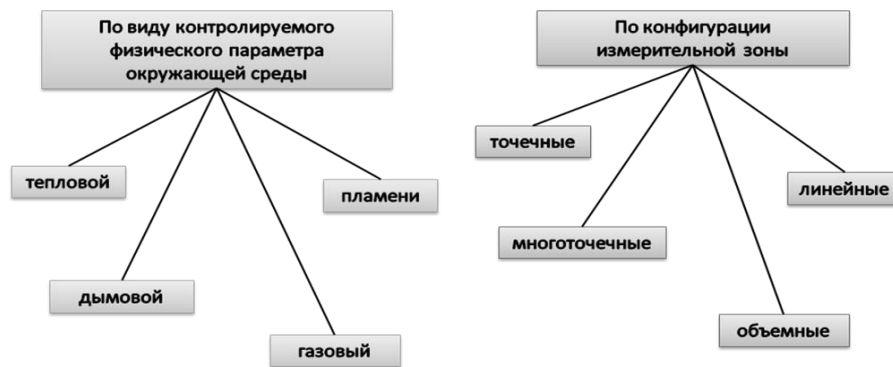 По виду контролируемого
физического параметра
окружающей среды
тепловой
пламени
дымовой
газовый
По конфигурации
измерительной зоны
точечные
линейные
многоточечные
объемные